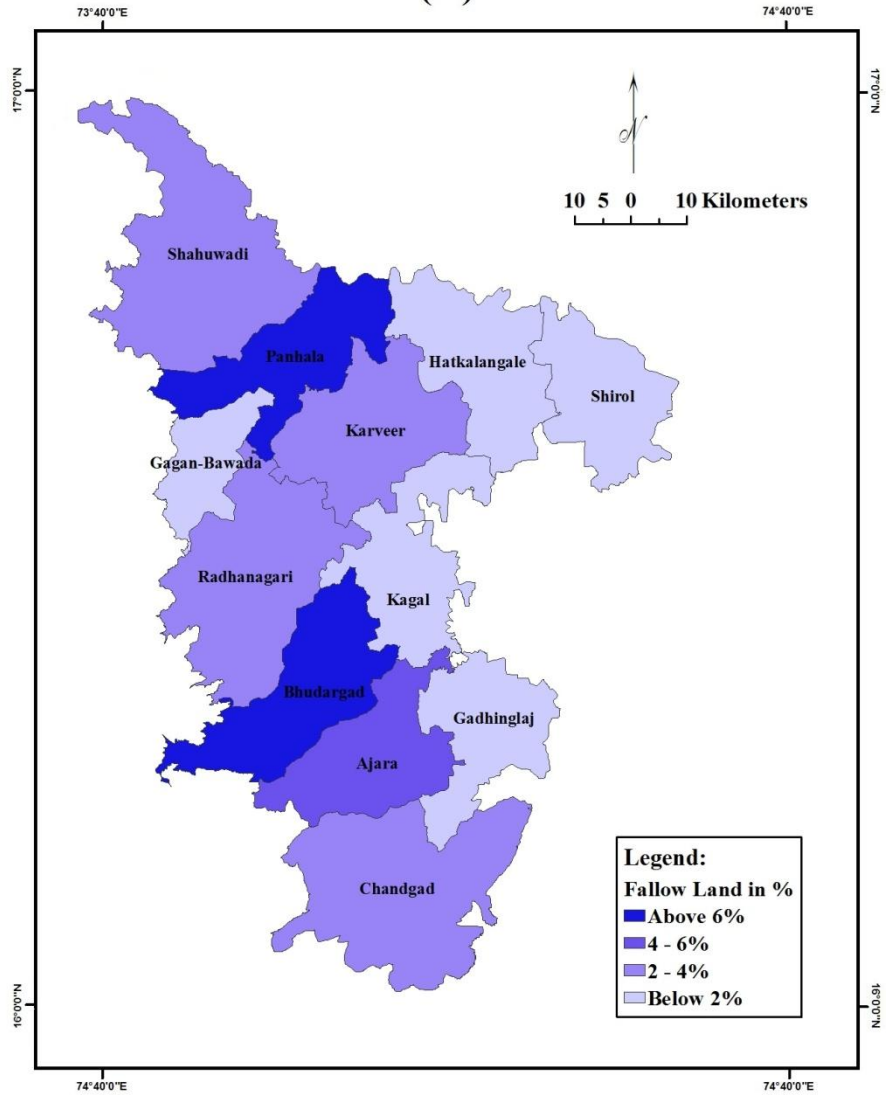 73°40'0"E
74°40'0"E
17°0'0"N
17°0'0"N
N
10 5 0 10 Kilometers
Shahuwadi
Panhala
Hatkalangale
Shirol
Karveer
Gagan-Bawada
Radhanagari
Kagal
Bhudargad
Gadhinglaj
Ajara
Chandgad
Legend:
Fallow Land in %
Above 6%
4 - 6%
2 - 4%
Below 2%
16°0'0"N
16°0'0"N
74°40'0"E
74°40'0"E